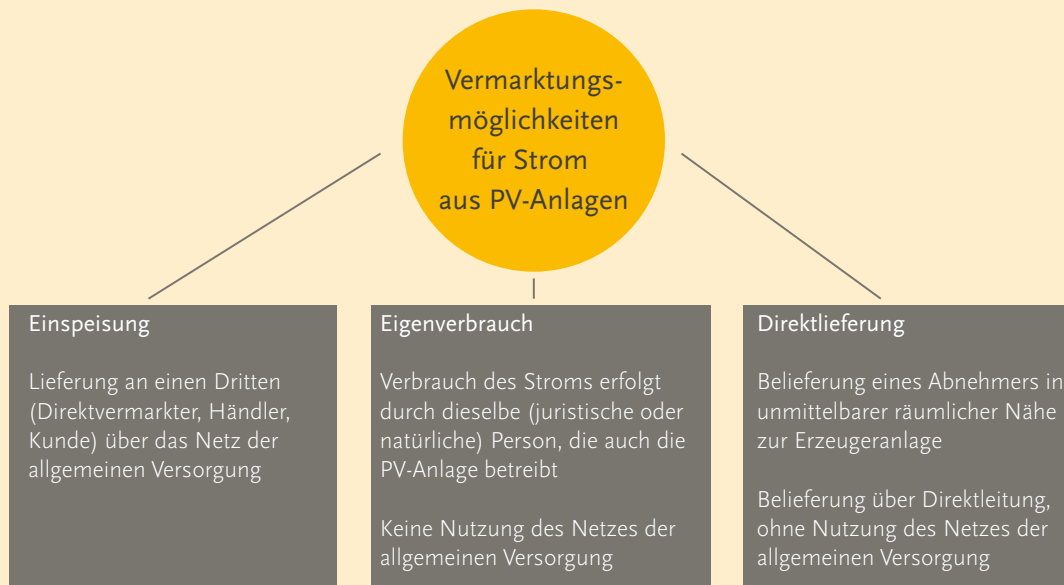 Vermarktungs-
möglichkeiten
für Strom
aus PV-Anlagen
Einspeisung
Lieferung an einen Dritten
(Direktvermarkter, Händler,
Kunde) über das Netz der
allgemeinen Versorgung
Eigenverbrauch
Verbrauch des Stroms erfolgt
durch dieselbe (juristische oder
natürliche) Person, die auch die
PV-Anlage betreibt
Keine Nutzung des Netzes der
allgemeinen Versorgung
Direktlieferung
Belieferung eines Abnehmers in
unmittelbarer räumlicher Nähe
zur Erzeugeranlage
Belieferung über Direktleitung,
ohne Nutzung des Netzes der
allgemeinen Versorgung